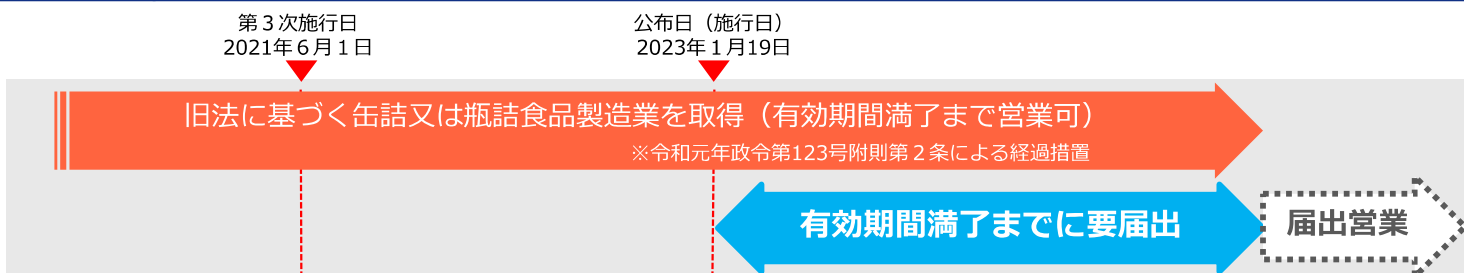 第３次施行日
2021年６月１日
公布日（施行日）
2023年１月19日
旧法に基づく缶詰又は瓶詰食品製造業を取得（有効期間満了まで営業可）
※令和元年政令第123号附則第２条による経過措置
有効期間満了までに要届出
届出営業